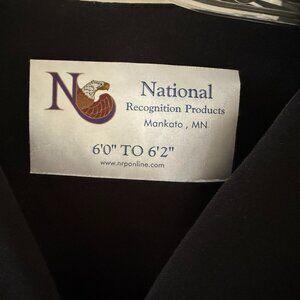 N
National
Recognition Products
Mankato , MN
6'0" TO 6'2"
www.nrponline.com